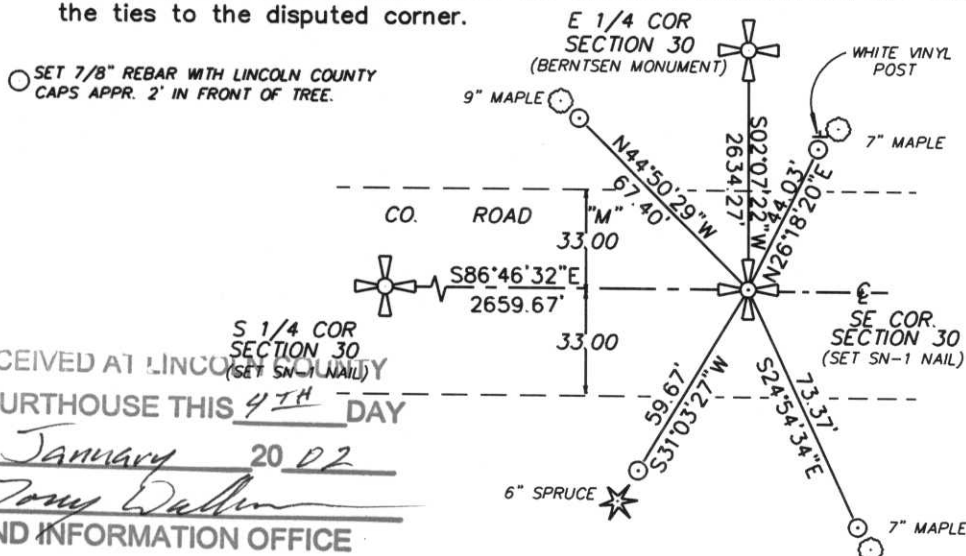 the ties to the disputed corner.
SET 7/8" REBAR WITH LINCOLN COUNTY
CAPS APPR. 2' IN FRONT OF TREE.
E 1/4 COR
SECTION 30
(BERNTSEN MONUMENT)
WHITE VINYL
POST
9" MAPLE
7" MAPLE
N44°50'29"W
67.40'
S02°07'22"W
2634.27'
44.03'
N26°18'20"E
CO. ROAD "M"
33.00
S86°46'32"E
2659.67'
33.00
S 1/4 COR
SECTION 30
(SET SN-1 NAIL)
SE COR.
SECTION 30
(SET SN-1 NAIL)
59.67'
S31°03'27"W
73.37'
S24°54'34"E
6" SPRUCE
7" MAPLE
CEIVED AT LINCOLN COUNTY
URTHOUSE THIS 4TH DAY
January 20 02
Tony
ND INFORMATION OFFICE